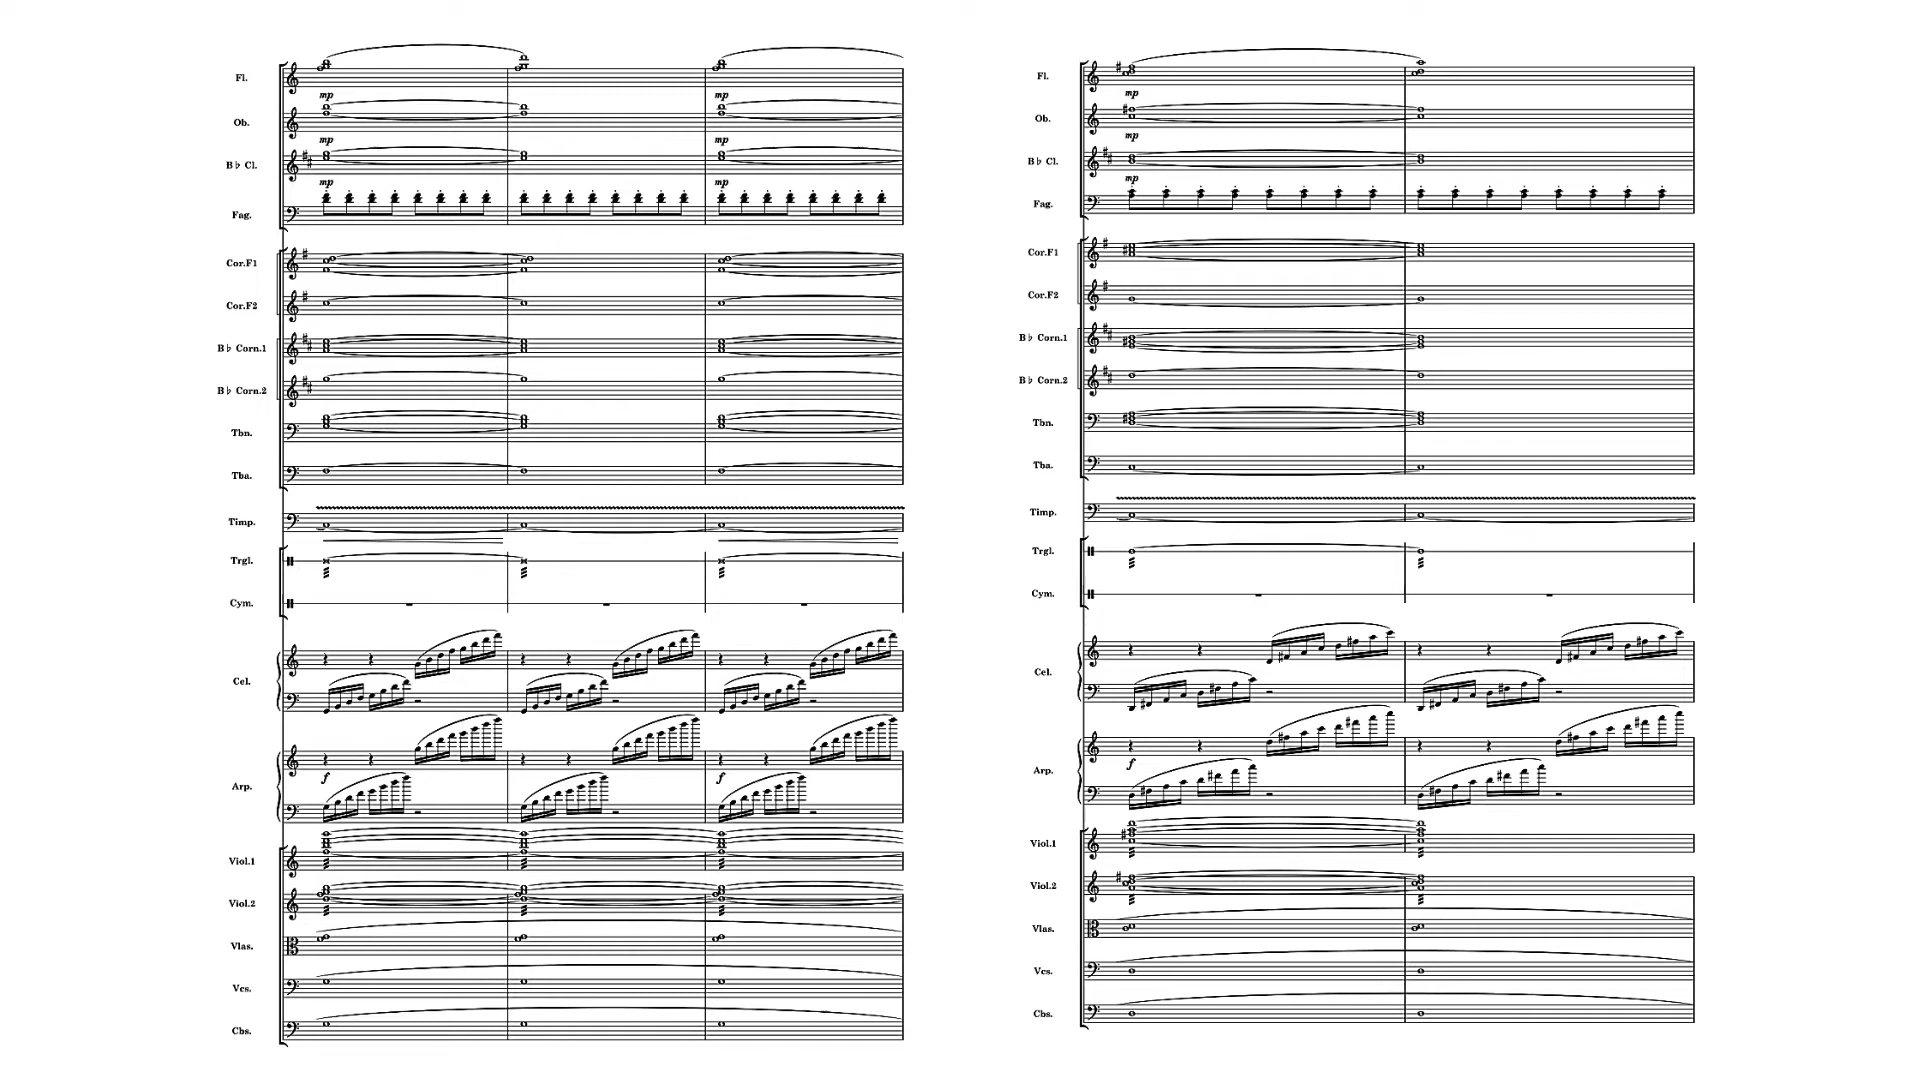 Fl.
mp
Ob.
mp
B♭ Cl.
mp
Fag.
Cor.F1
Cor.F2
B♭ Corn.1
B♭ Corn.2
Tbn.
Tba.
Timp.
Trgl.
Cym.
Cel.
f
Arp.
Viol.1
Viol.2
Vlas.
Vcs.
Cbs.
mp
mp
mp
f
Fl.
mp
Ob.
mp
B♭ Cl.
mp
Fag.
Cor.F1
Cor.F2
B♭ Corn.1
B♭ Corn.2
Tbn.
Tba.
Timp.
Trgl.
Cym.
Cel.
f
Arp.
Viol.1
Viol.2
Vlas.
Vcs.
Cbs.